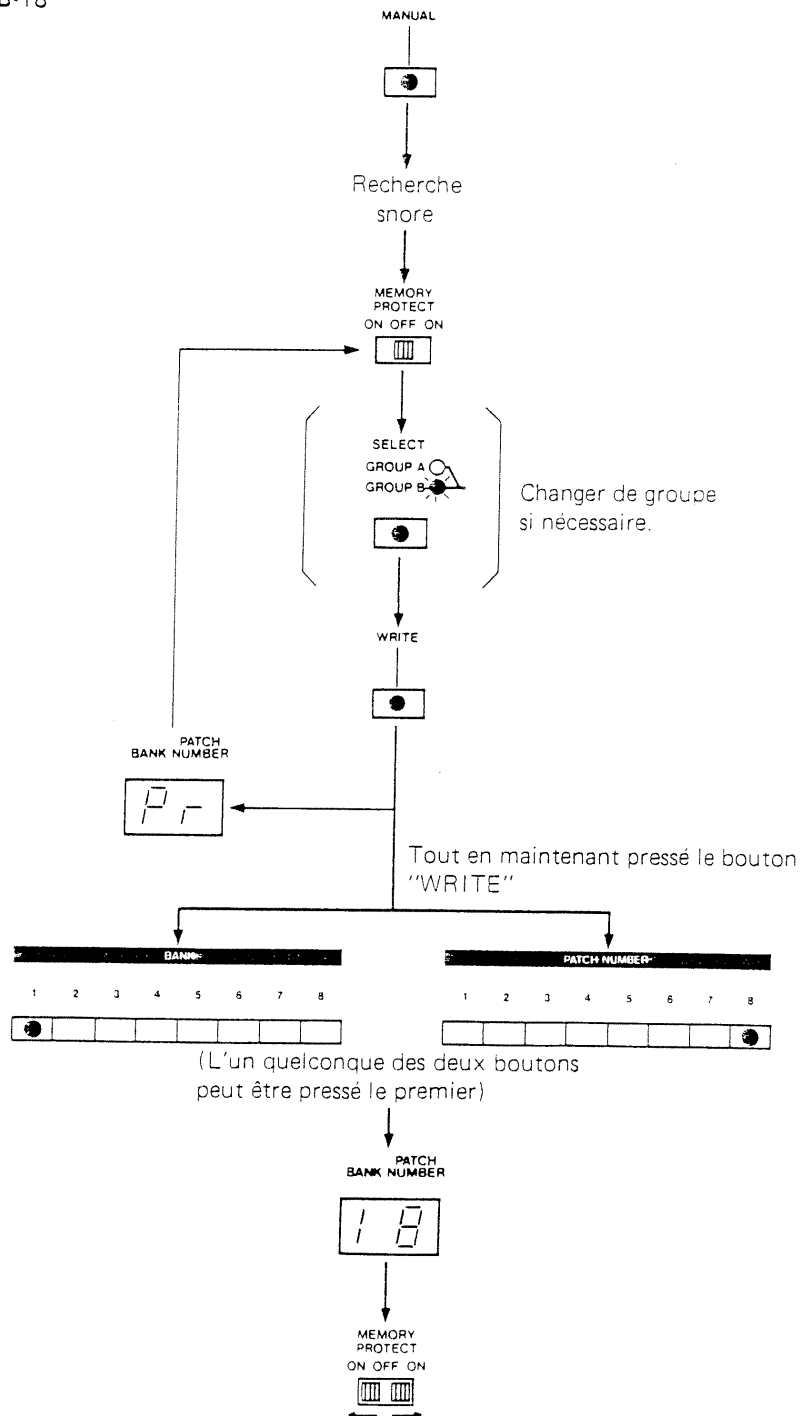 B-18
MANUAL
Recherche
snore
MEMORY
PROTECT
ON OFF ON
SELECT
GROUP A
GROUP B
Changer de groupe
si nécessaire.
WRITE
PATCH
BANK NUMBER
Pr
Tout en maintenant pressé le bouton
"WRITE"
BANK
1 2 3 4 5 6 7 8
PATCH NUMBER
1 2 3 4 5 6 7 8
(L'un quelconque des deux boutons
peut être pressé le premier)
PATCH
BANK NUMBER
1 8
MEMORY
PROTECT
ON OFF ON